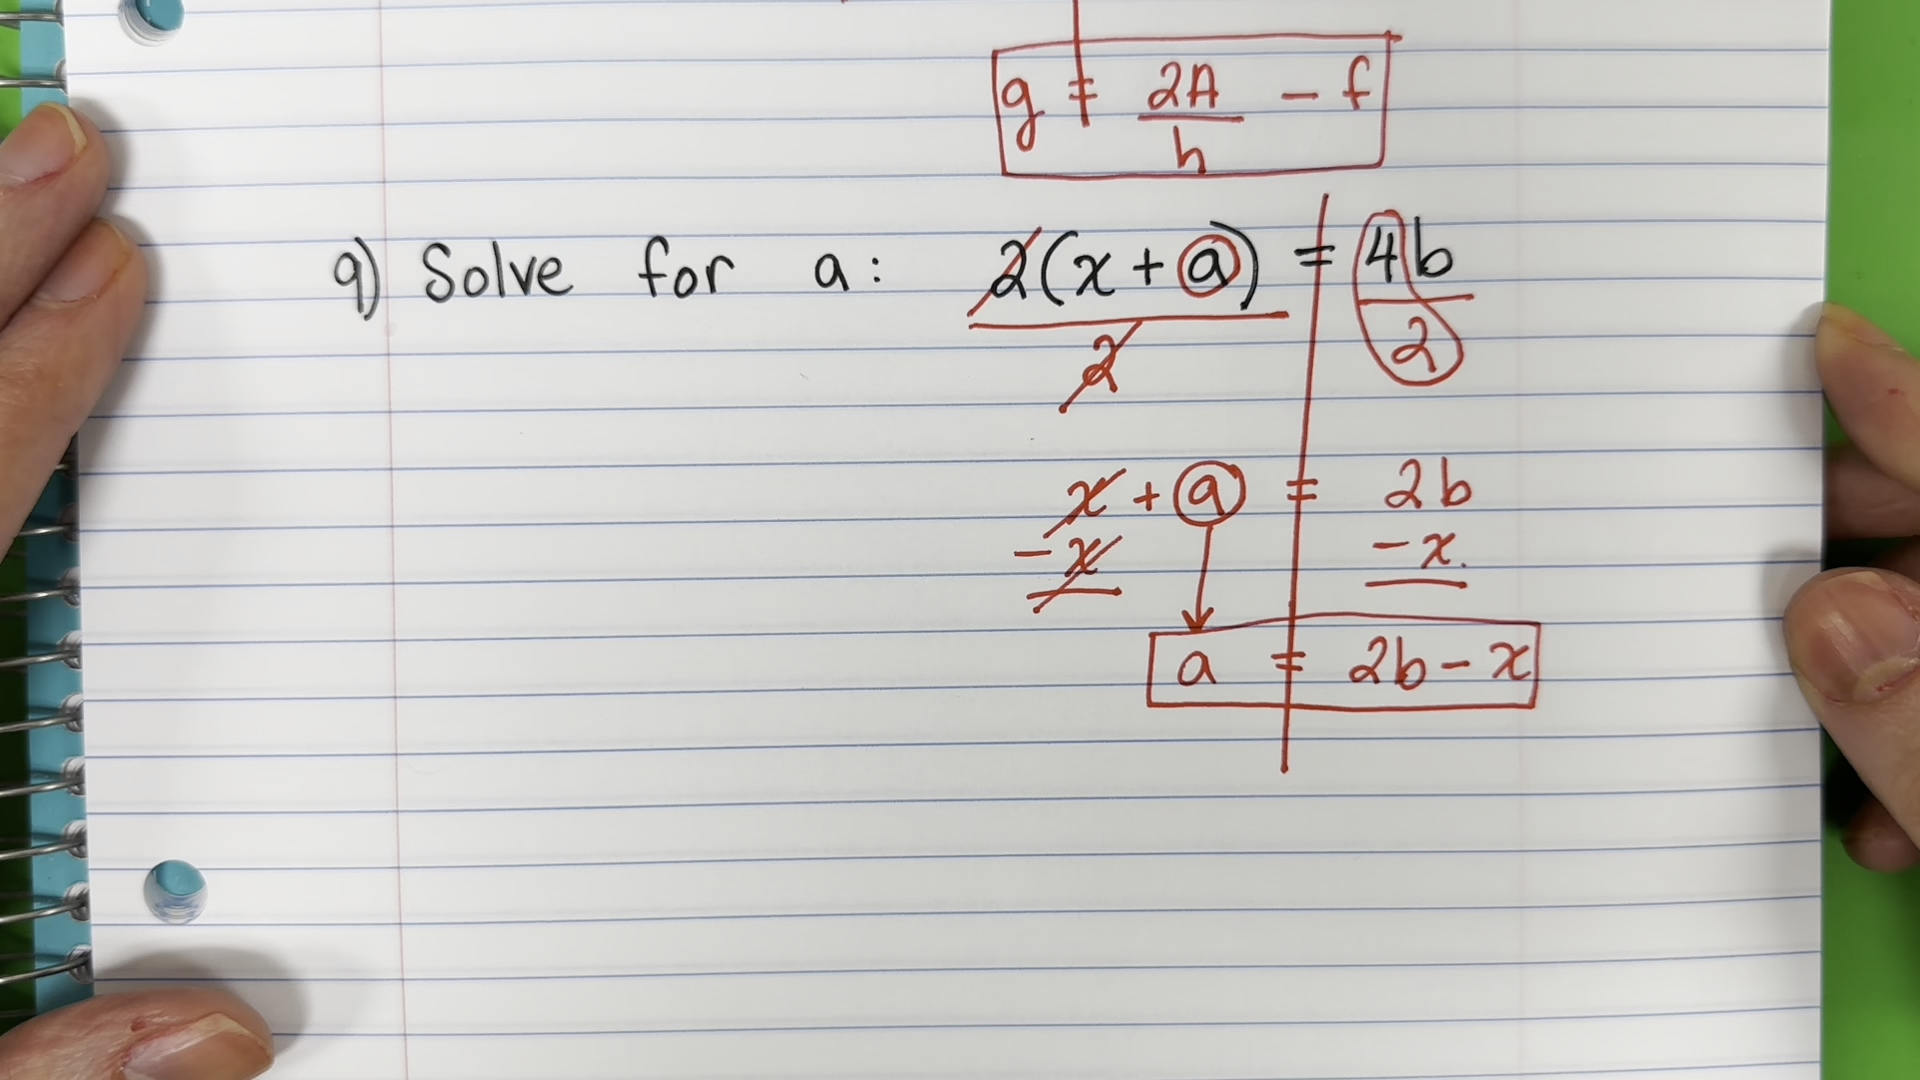 g = 2A/h - f
9) Solve for a: 2(x + a) = 4b
2 2
x + a = 2b
- x - x.
a = 2b - x